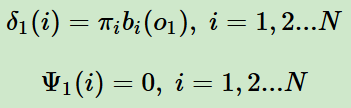 δ₁(i) = πᵢbᵢ(o₁), i = 1, 2...N
Ψ₁(i) = 0, i = 1, 2...N